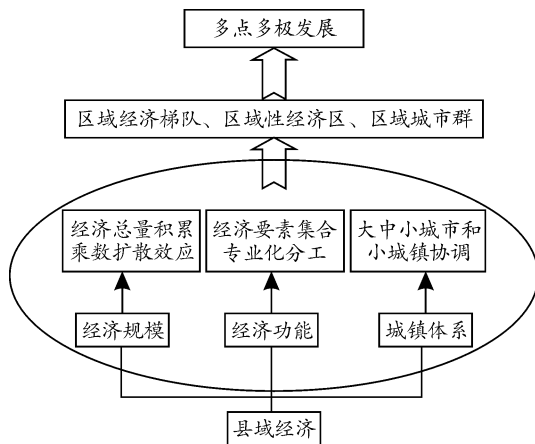 多点多极发展
区域经济梯队、区域性经济区、区域城市群
经济总量积累
乘数扩散效应
经济要素集合
专业化分工
大中小城市和
小城镇协调
经济规模
经济功能
城镇体系
县域经济